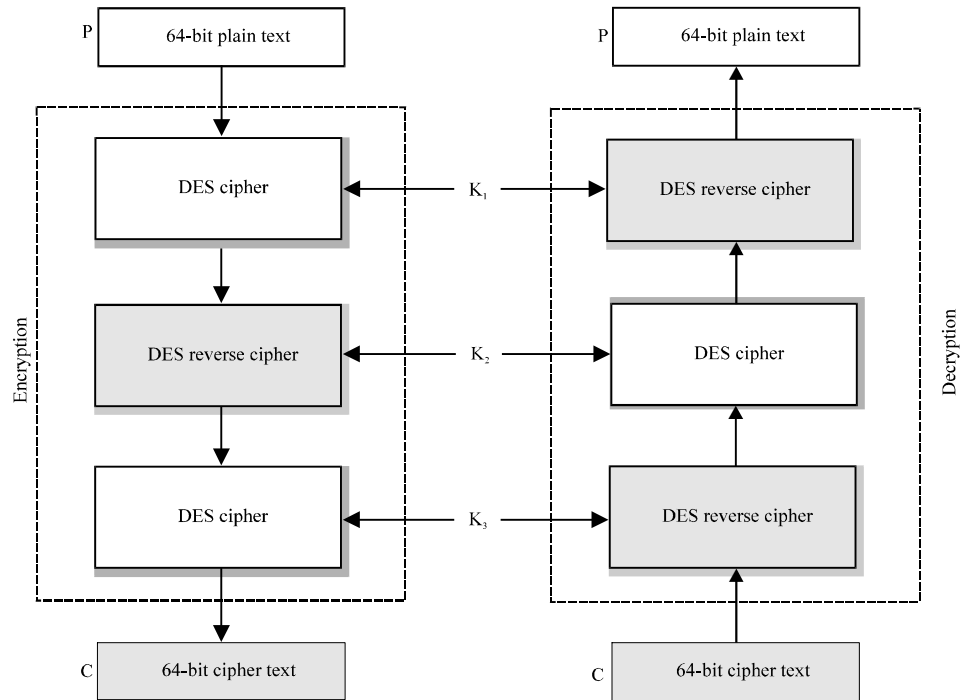 P
64-bit plain text
P
64-bit plain text
DES cipher
K₁
DES reverse cipher
Encryption
DES reverse cipher
K₂
DES cipher
Decryption
DES cipher
K₃
DES reverse cipher
C
64-bit cipher text
C
64-bit cipher text